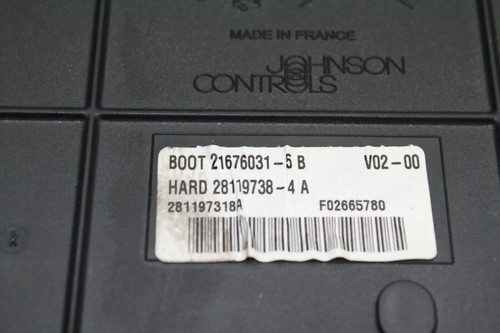 MADE IN FRANCE
JOHNSON
CONTROLS
BOOT 21676031-5 B V02-00
HARD 28119738-4 A
281197318A F02665780